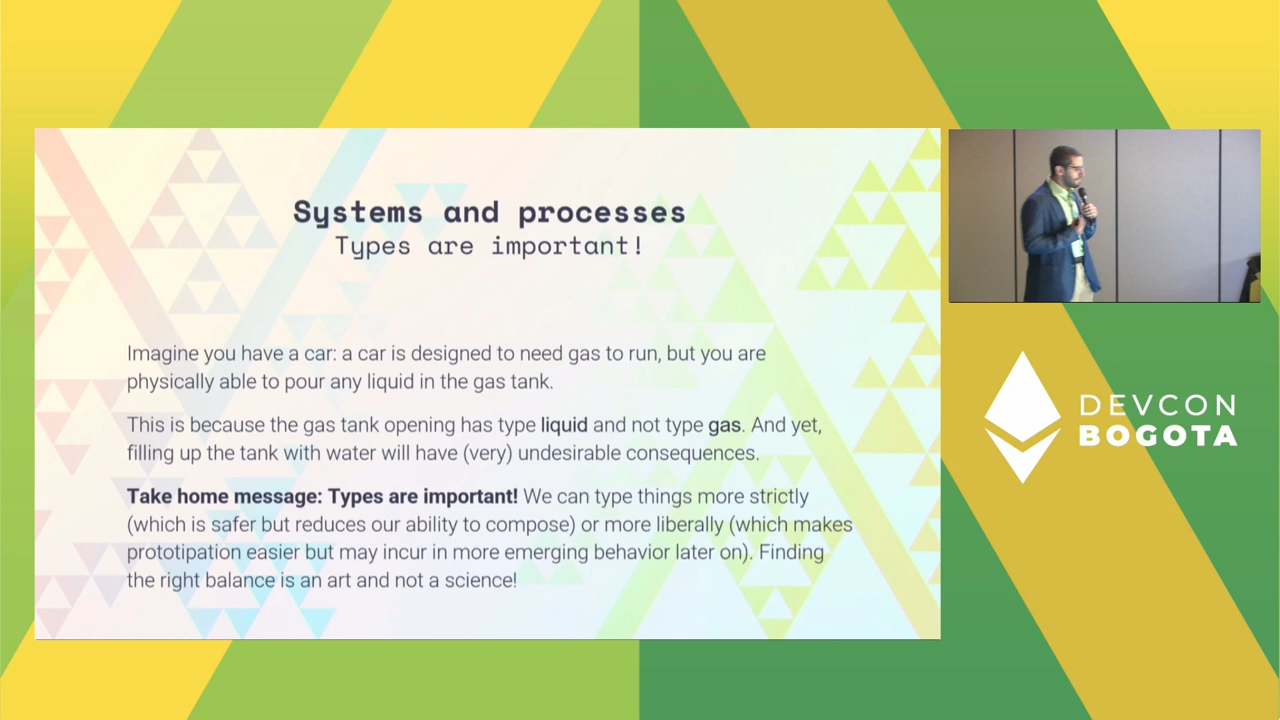 Systems and processes
Types are important!
Imagine you have a car: a car is designed to need gas to run, but you are
physically able to pour any liquid in the gas tank.
This is because the gas tank opening has type liquid and not type gas. And yet,
filling up the tank with water will have (very) undesirable consequences.
Take home message: Types are important! We can type things more strictly
(which is safer but reduces our ability to compose) or more liberally (which makes
prototipation easier but may incur in more emerging behavior later on). Finding
the right balance is an art and not a science!
DEVCON
BOGOTA